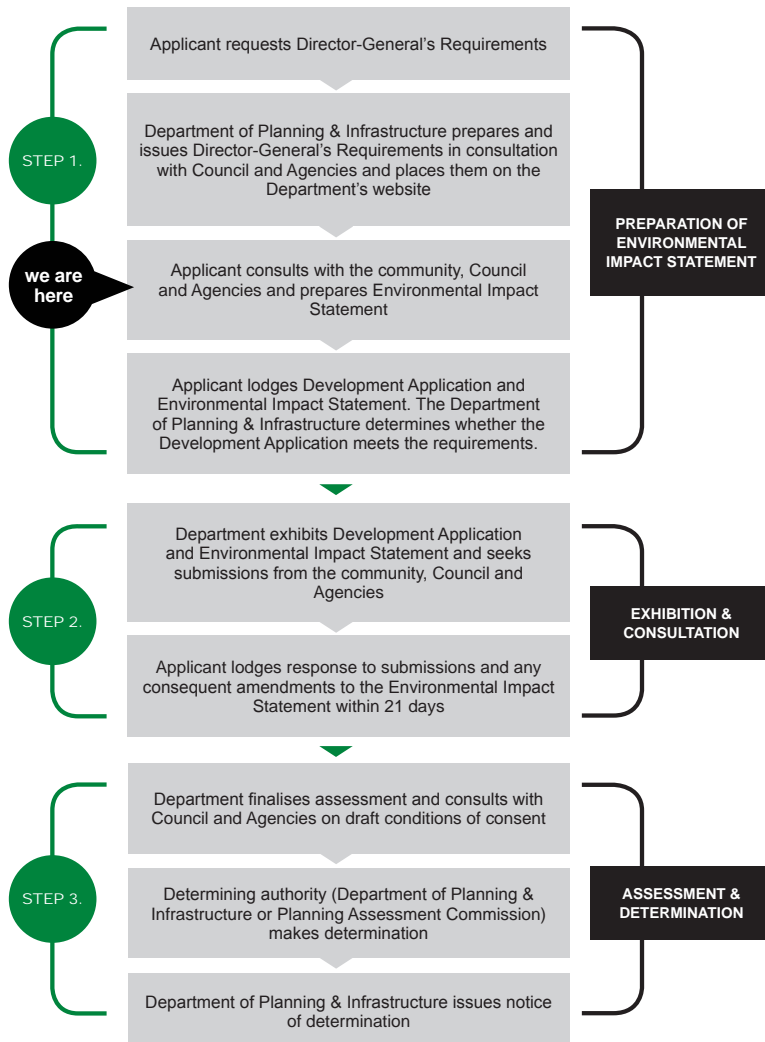 Applicant requests Director-General's Requirements
STEP 1.
Department of Planning & Infrastructure prepares and
issues Director-General's Requirements in consultation
with Council and Agencies and places them on the
Department's website
PREPARATION OF
ENVIRONMENTAL
IMPACT STATEMENT
we are
here
Applicant consults with the community, Council
and Agencies and prepares Environmental Impact
Statement
Applicant lodges Development Application and
Environmental Impact Statement. The Department
of Planning & Infrastructure determines whether the
Development Application meets the requirements.
STEP 2.
Department exhibits Development Application
and Environmental Impact Statement and seeks
submissions from the community, Council and
Agencies
EXHIBITION &
CONSULTATION
Applicant lodges response to submissions and any
consequent amendments to the Environmental Impact
Statement within 21 days
STEP 3.
Department finalises assessment and consults with
Council and Agencies on draft conditions of consent
Determining authority (Department of Planning &
Infrastructure or Planning Assessment Commission)
makes determination
ASSESSMENT &
DETERMINATION
Department of Planning & Infrastructure issues notice
of determination